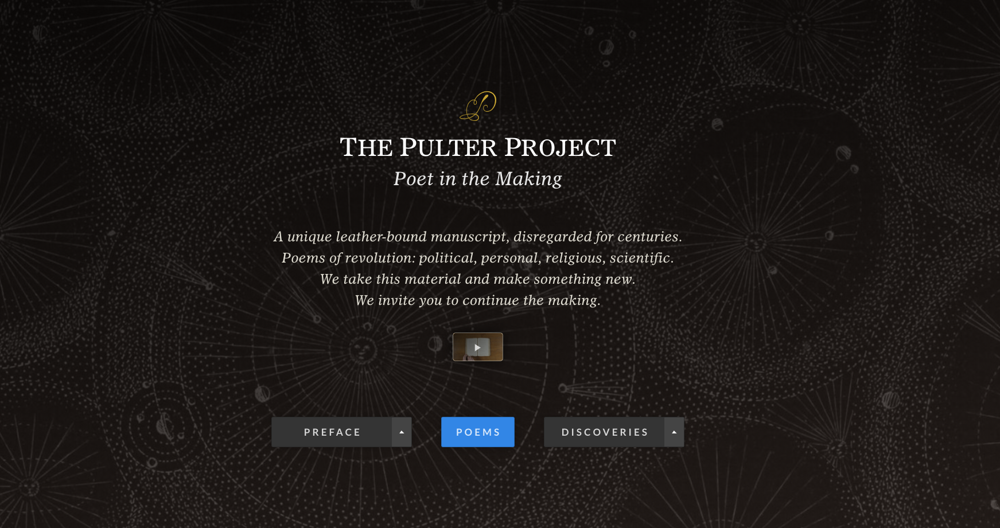 P
THE PULTER PROJECT
Poet in the Making
A unique leather-bound manuscript, disregarded for centuries.
Poems of revolution: political, personal, religious, scientific.
We take this material and make something new.
We invite you to continue the making.
PREFACE
POEMS
DISCOVERIES